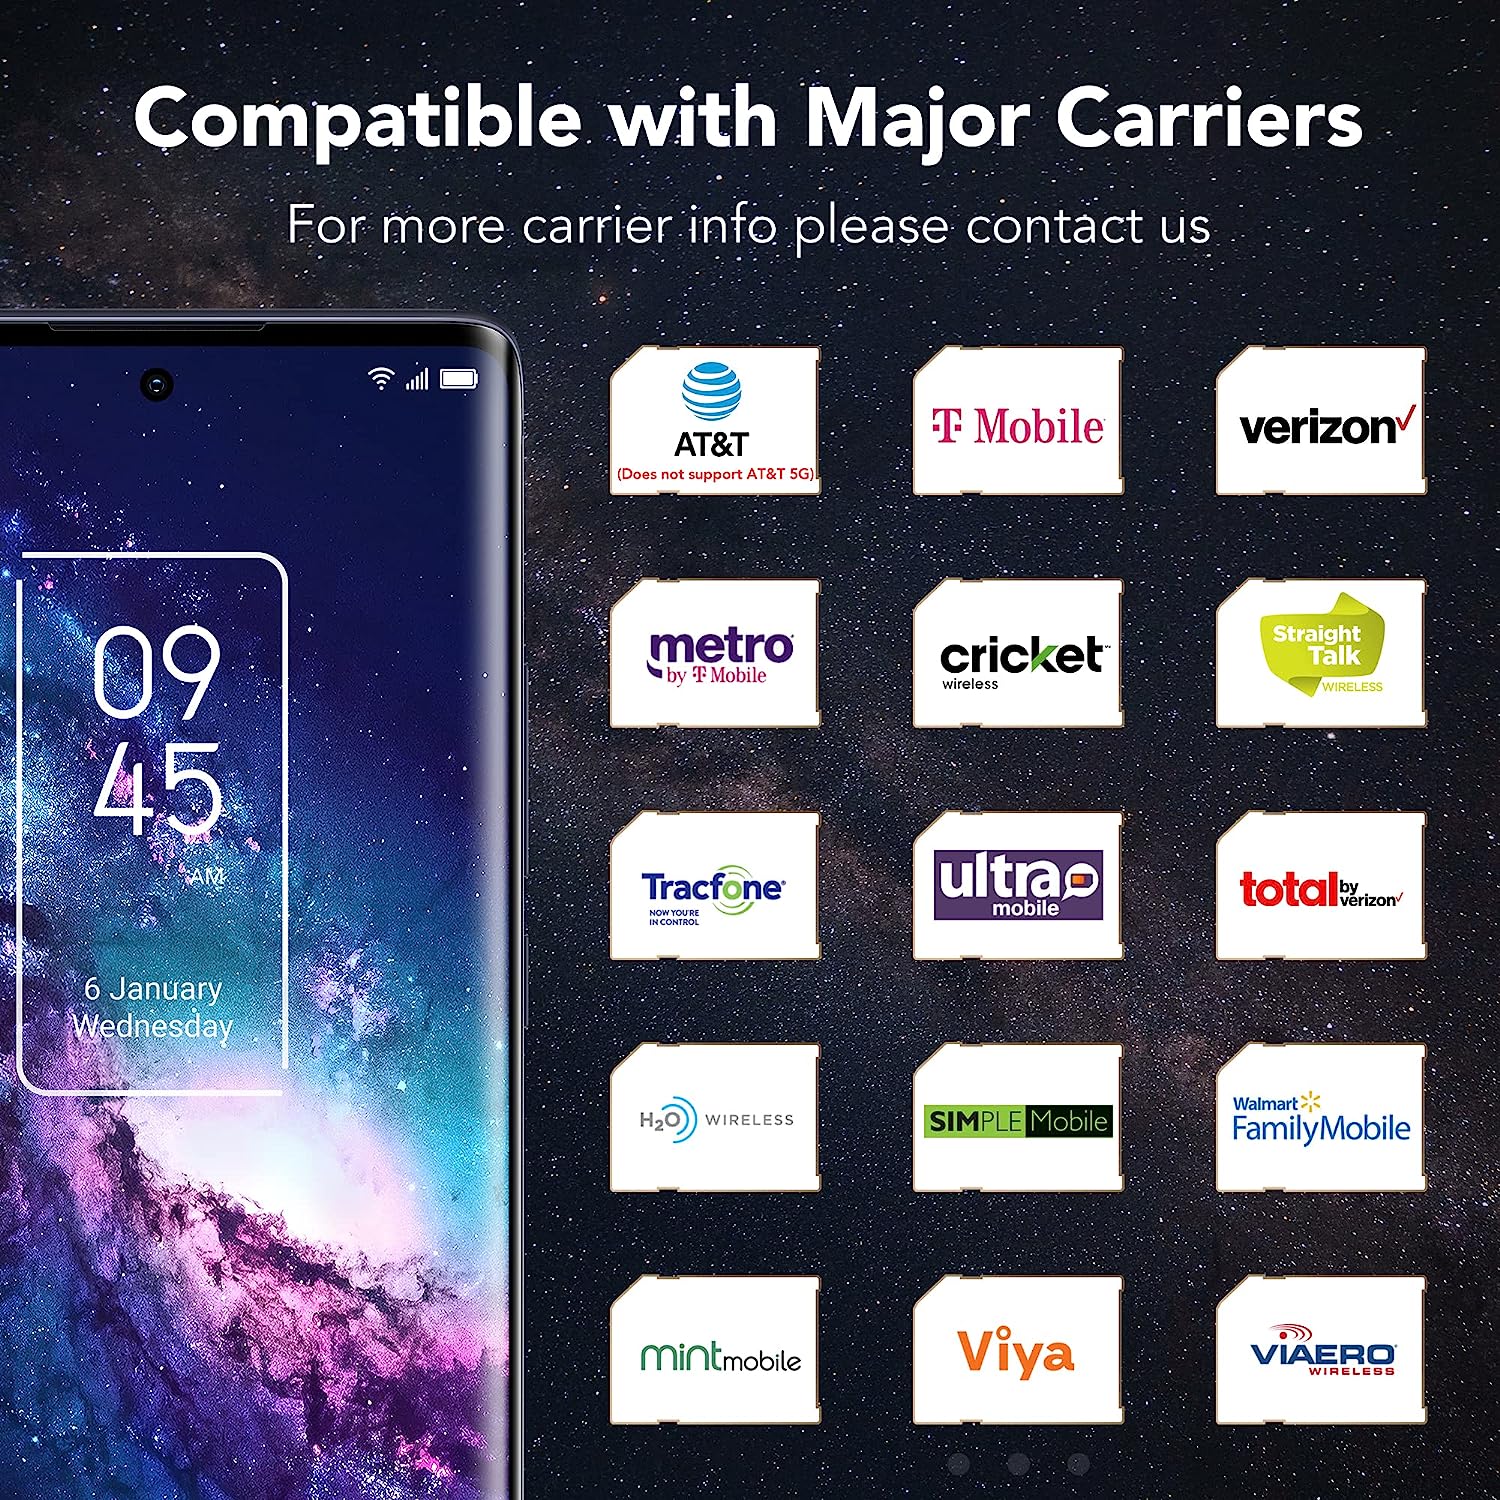 Compatible with Major Carriers
For more carrier info please contact us
09
45
AM
6 January
Wednesday
AT&T
(Does not support AT&T 5G)
T Mobile
verizon
metro
by T Mobile
cricket
wireless
Straight
Talk
WIRELESS
Tracfone
NOW YOU'RE
IN CONTROL
ultra
mobile
total by
verizon
H2O WIRELESS
SIMPLE Mobile
Walmart
FamilyMobile
mintmobile
Viya
VIAERO
WIRELESS